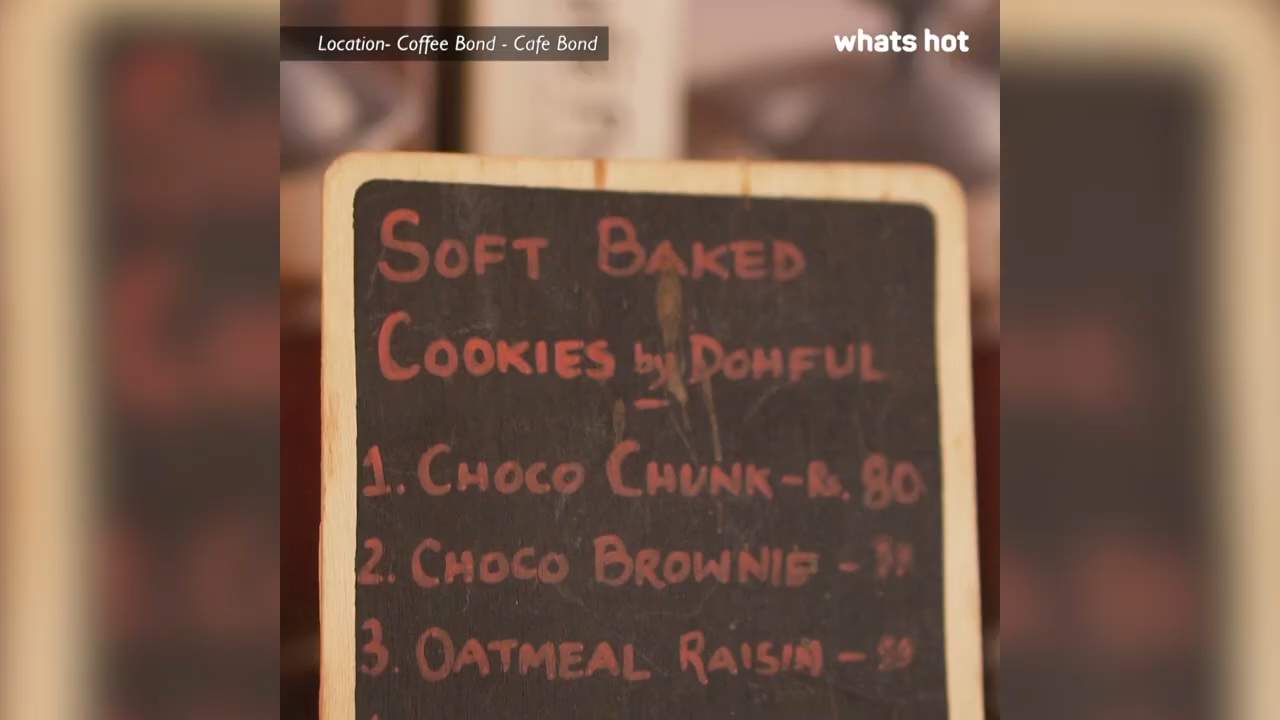 Location- Coffee Bond - Cafe Bond
whats hot
SOFT BAKED
COOKIES by DOHFUL
1. CHOCO CHUNK - Rs. 80
2. CHOCO BROWNIE -
3. OATMEAL RAISIN -